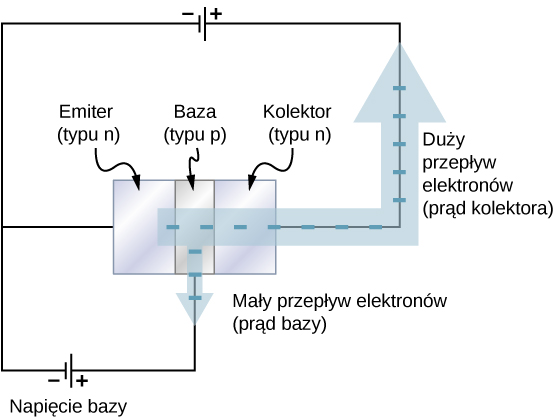 − +
Emiter
(typu n)
Baza
(typu p)
Kolektor
(typu n)
Duży
przepływ
elektronów
(prąd kolektora)
Mały przepływ elektronów
(prąd bazy)
− +
Napięcie bazy